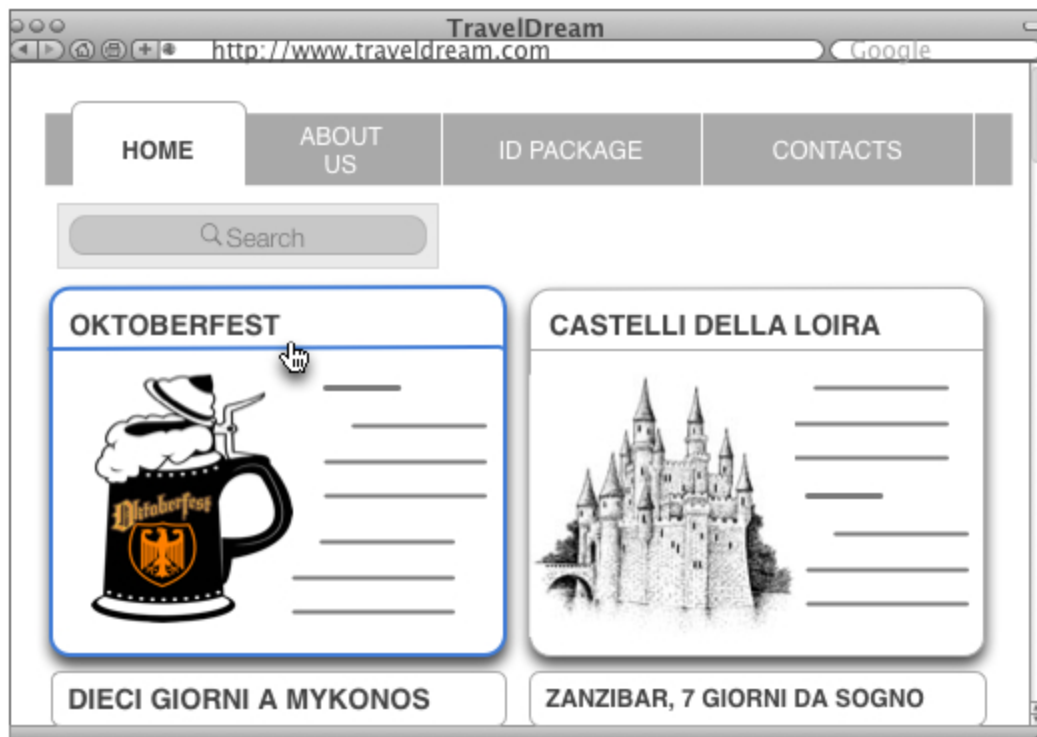 TravelDream
http://www.traveldream.com
Google
HOME
ABOUT
US
ID PACKAGE
CONTACTS
Search
OKTOBERFEST
CASTELLI DELLA LOIRA
Oktoberfest
DIECI GIORNI A MYKONOS
ZANZIBAR, 7 GIORNI DA SOGNO